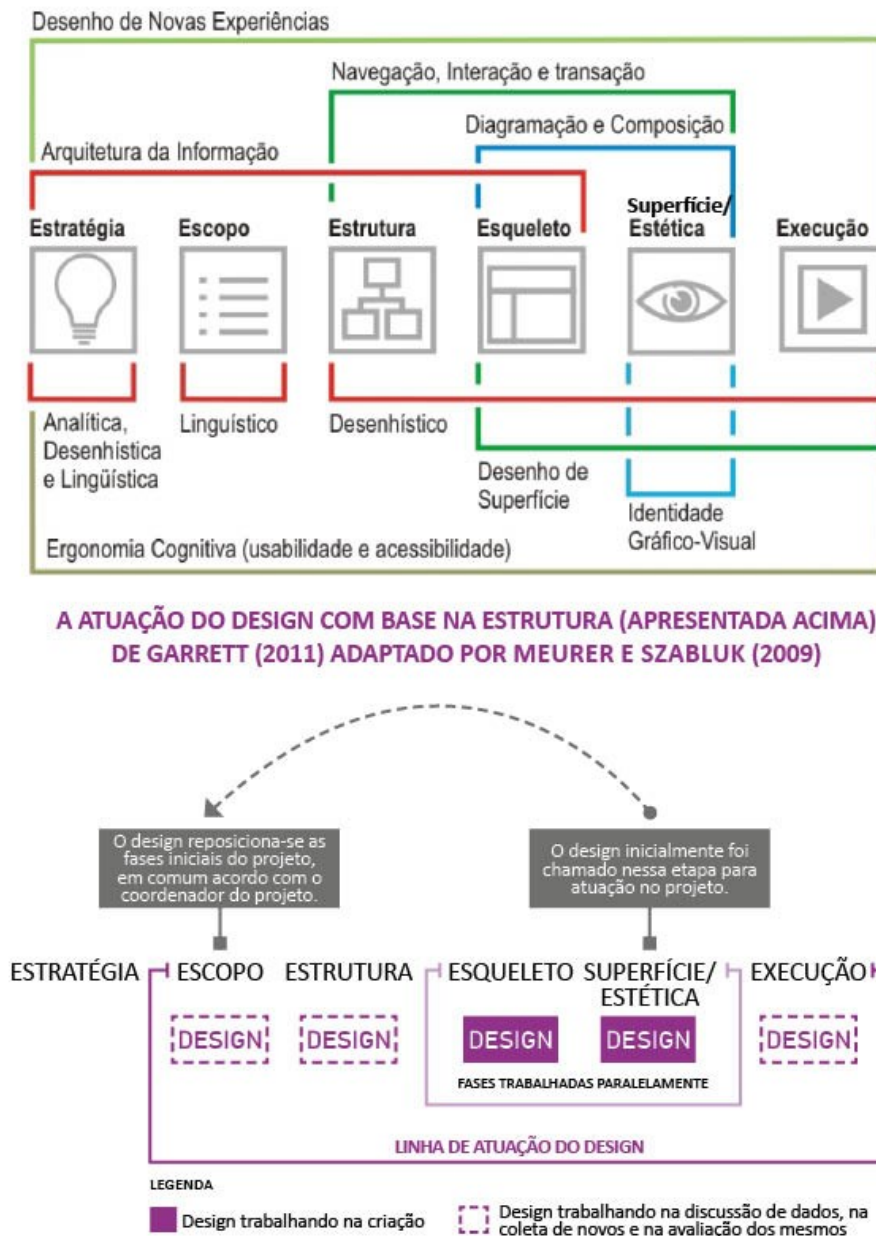 Desenho de Novas Experiências
Navegação, Interação e transação
Diagramação e Composição
Arquitetura da Informação
Estratégia
Escopo
Estrutura
Esqueleto
Superfície/
Estética
Execução
Analítica,
Desenhística
e Lingüística
Linguístico
Desenhístico
Desenho de
Superfície
Identidade
Gráfico-Visual
Ergonomia Cognitiva (usabilidade e acessibilidade)
A ATUAÇÃO DO DESIGN COM BASE NA ESTRUTURA (APRESENTADA ACIMA)
DE GARRETT (2011) ADAPTADO POR MEURER E SZABLUK (2009)
O design reposiciona-se as
fases iniciais do projeto,
em comum acordo com o
coordenador do projeto.
O design inicialmente foi
chamado nessa etapa para
atuação no projeto.
ESTRATÉGIA
ESCOPO
ESTRUTURA
ESQUELETO
SUPERFÍCIE/
ESTÉTICA
EXECUÇÃO
DESIGN
DESIGN
DESIGN
DESIGN
DESIGN
FASES TRABALHADAS PARALELAMENTE
LINHA DE ATUAÇÃO DO DESIGN
LEGENDA
Design trabalhando na criação
Design trabalhando na discussão de dados, na
coleta de novos e na avaliação dos mesmos